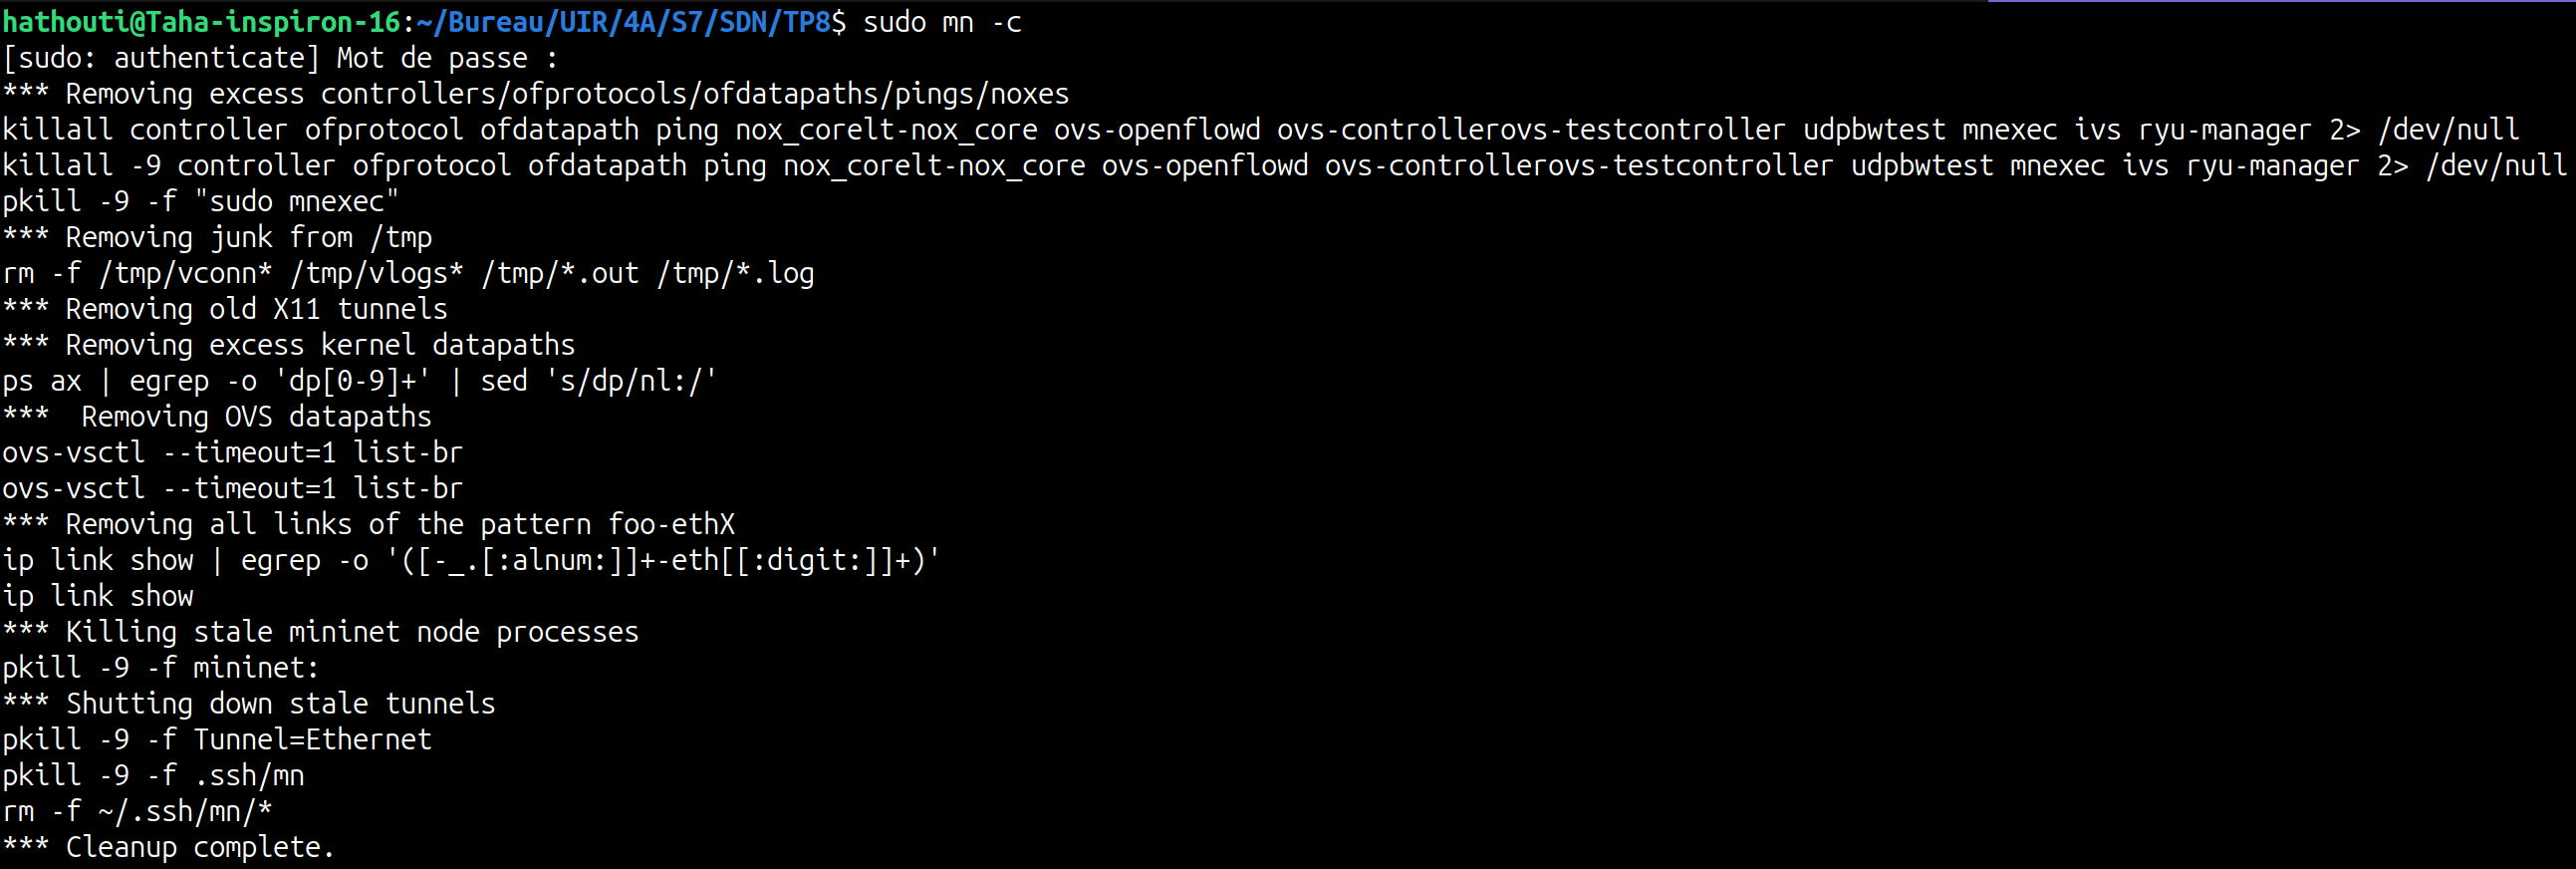 hathouti@Taha-inspiron-16:~/Bureau/UIR/4A/S7/SDN/TP8$ sudo mn -c
[sudo: authenticate] Mot de passe :
*** Removing excess controllers/ofprotocols/ofdatapaths/pings/noxes
killall controller ofprotocol ofdatapath ping nox_corelt-nox_core ovs-openflowd ovs-controllerovs-testcontroller udpbwtest mnexec ivs ryu-manager 2> /dev/null
killall -9 controller ofprotocol ofdatapath ping nox_corelt-nox_core ovs-openflowd ovs-controllerovs-testcontroller udpbwtest mnexec ivs ryu-manager 2> /dev/null
pkill -9 -f "sudo mnexec"
*** Removing junk from /tmp
rm -f /tmp/vconn* /tmp/vlogs* /tmp/*.out /tmp/*.log
*** Removing old X11 tunnels
*** Removing excess kernel datapaths
ps ax | egrep -o 'dp[0-9]+' | sed 's/dp/nl:/'
***  Removing OVS datapaths
ovs-vsctl --timeout=1 list-br
ovs-vsctl --timeout=1 list-br
*** Removing all links of the pattern foo-ethX
ip link show | egrep -o '([-_.[:alnum:]]+-eth[[:digit:]]+)'
ip link show
*** Killing stale mininet node processes
pkill -9 -f mininet:
*** Shutting down stale tunnels
pkill -9 -f Tunnel=Ethernet
pkill -9 -f .ssh/mn
rm -f ~/.ssh/mn/*
*** Cleanup complete.